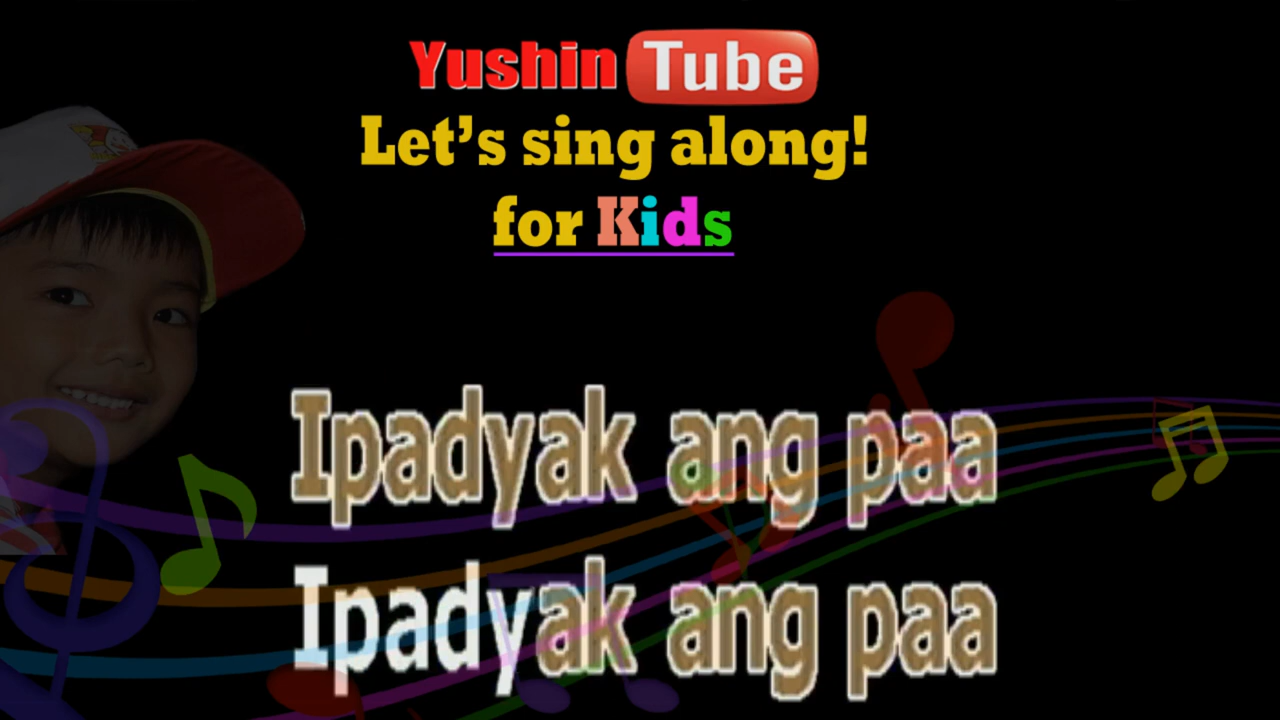 Yushin Tube
Let's sing along!
for Kids
Ipadyak ang paa
Ipadyak ang paa